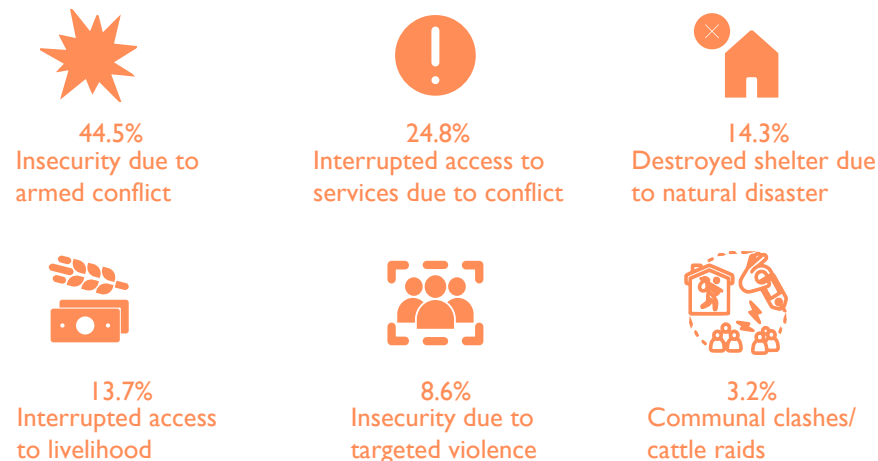 44.5%
Insecurity due to
armed conflict
24.8%
Interrupted access to
services due to conflict
14.3%
Destroyed shelter due
to natural disaster
13.7%
Interrupted access
to livelihood
8.6%
Insecurity due to
targeted violence
3.2%
Communal clashes/
cattle raids